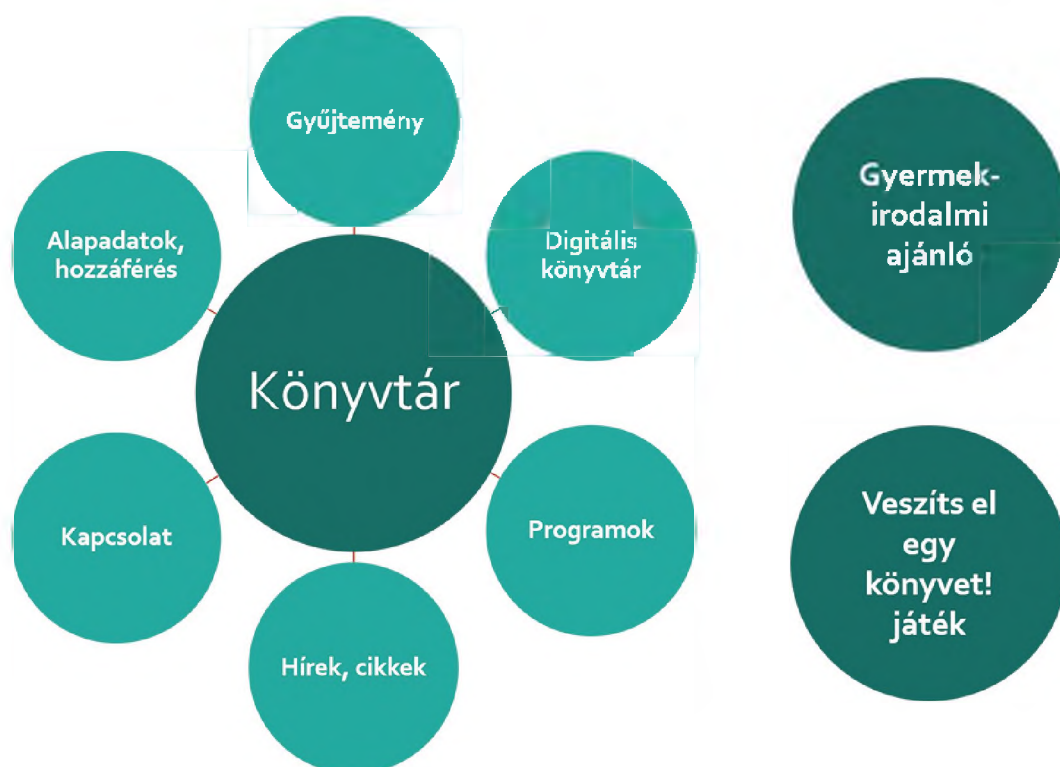 Gyűjtemény
Alapadatok,
hozzáférés
Digitális
könyvtár
Könyvtár
Kapcsolat
Programok
Hírek, cikkek
Gyermek-
irodalmi
ajánló
Veszíts el
egy
könyvet!
játék